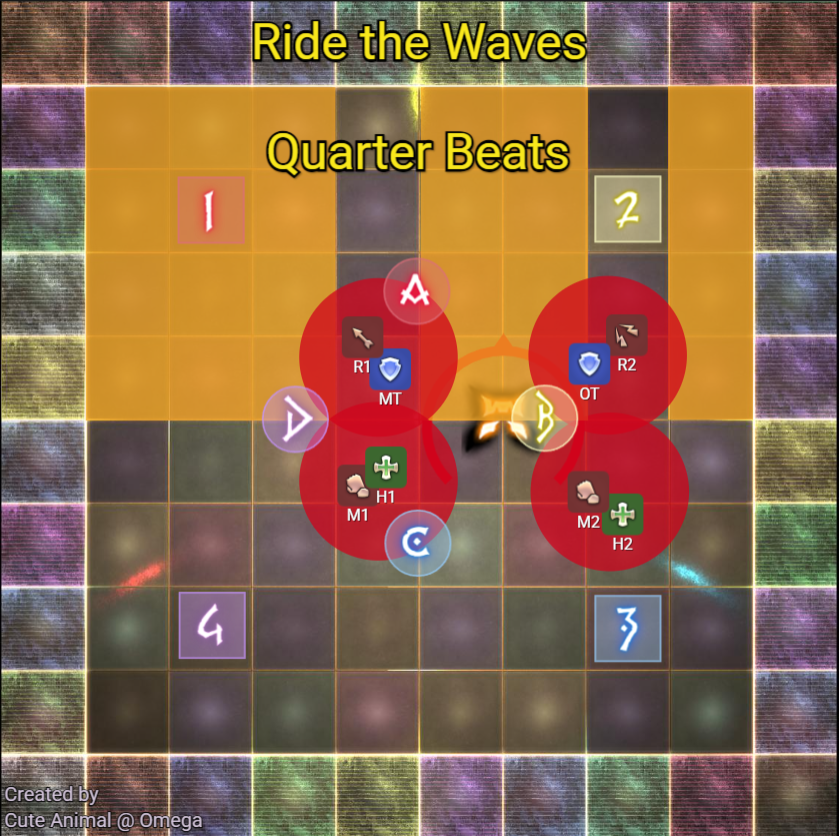 Ride the Waves
Quarter Beats
1
2
A
R1
MT
R2
OT
D
B
H1
M1
M2
H2
C
4
3
Created by
Cute Animal @ Omega